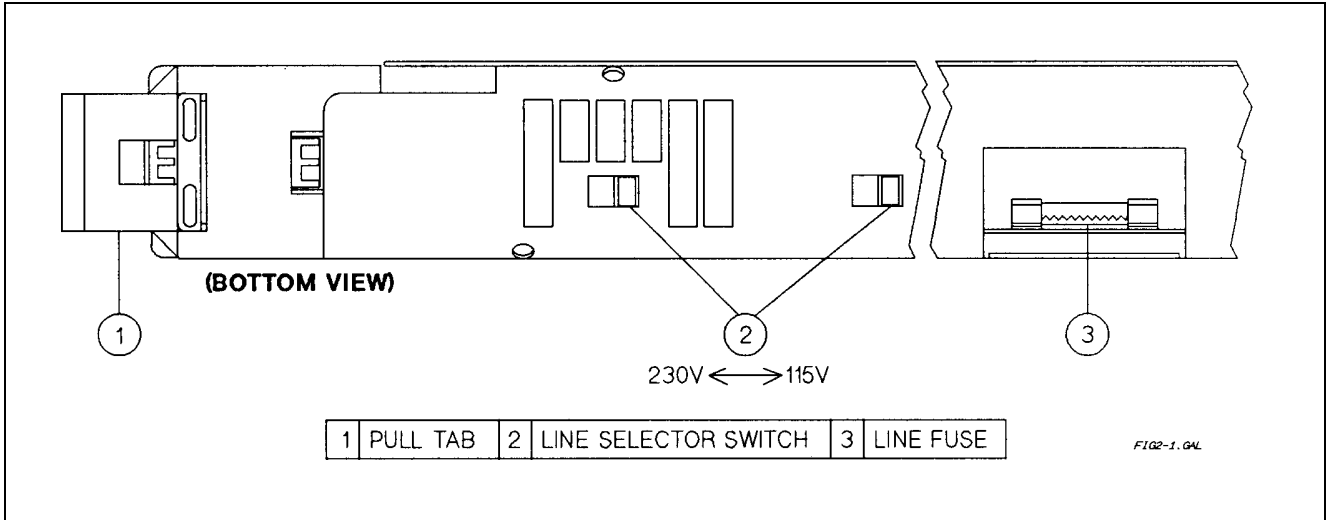 (BOTTOM VIEW)
1
2
3
230V ⟷ 115V
1 PULL TAB 2 LINE SELECTOR SWITCH 3 LINE FUSE
FIG2-1.GAL